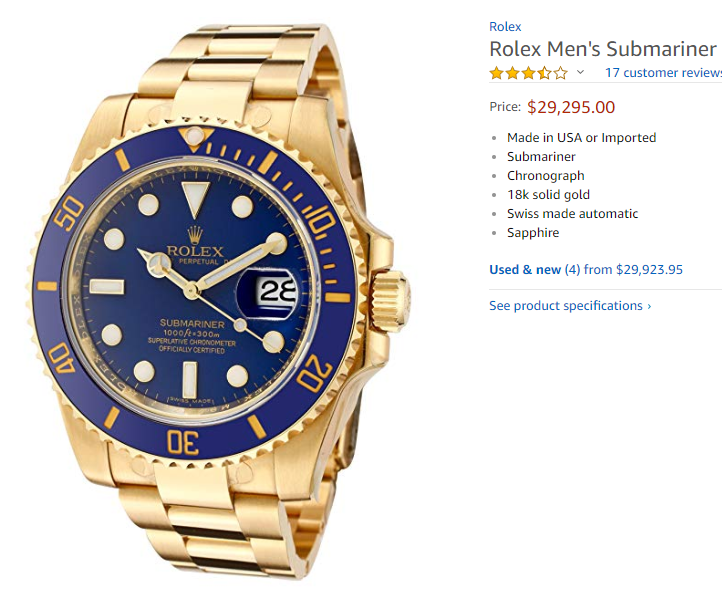 Rolex
Rolex Men's Submariner
17 customer reviews
Price: $29,295.00
Made in USA or Imported
Submariner
Chronograph
18k solid gold
Swiss made automatic
Sapphire
Used & new (4) from $29,923.95
See product specifications ›
50
10
40
20
30
ROLEX
PERPETUAL
28
SUBMARINER
1000ft=300m
SUPERLATIVE CHRONOMETER
OFFICIALLY CERTIFIED
SWISS MADE